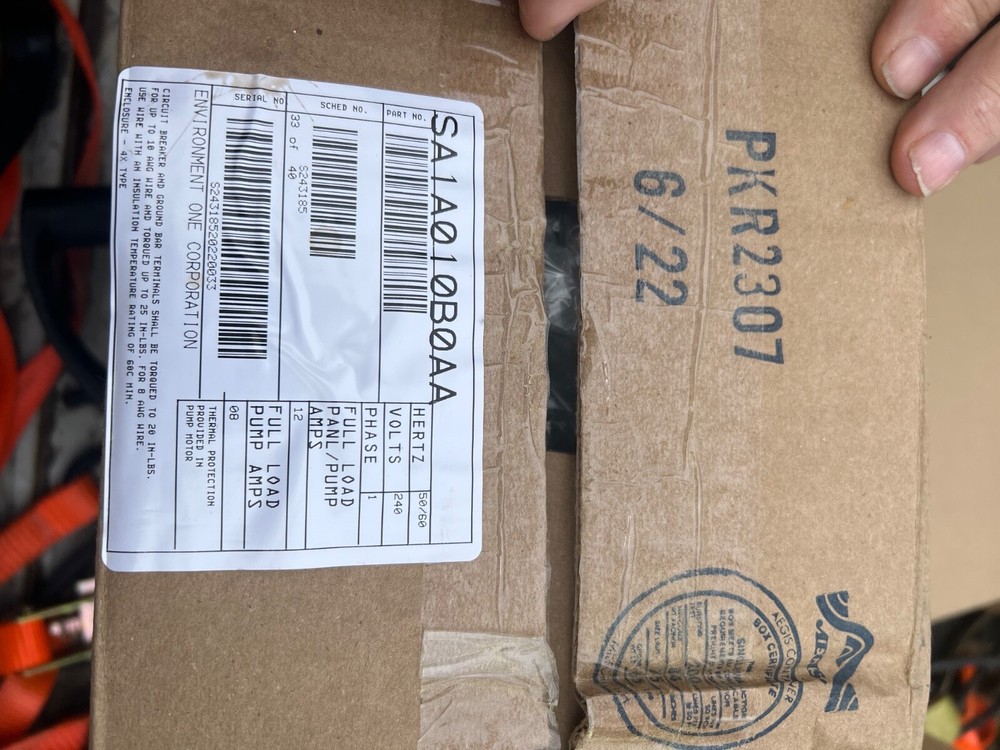 PKR2307
6/22
SA1A010B0AA
PART NO.
SCHED NO.
S243185
33 of 40
SERIAL NO
S24318520220033
ENVIRONMENT ONE CORPORATION
HERTZ 50/60
VOLTS 240
PHASE 1
FULL LOAD
PANL/PUMP
AMPS
12
FULL LOAD
PUMP AMPS
08
THERMAL PROTECTION
PROVIDED IN
PUMP MOTOR
CIRCUIT BREAKER AND GROUND BAR TERMINALS SHALL BE TORQUED TO 20 IN-LBS.
FOR UP TO 10 AWG WIRE AND TORQUED UP TO 25 IN-LBS. FOR 8 AWG WIRE.
USE WIRE WITH AN INSULATION TEMPERATURE RATING OF 60C MIN.
ENCLOSURE - 4X TYPE
AEGIS
BOX CERTIFICATE